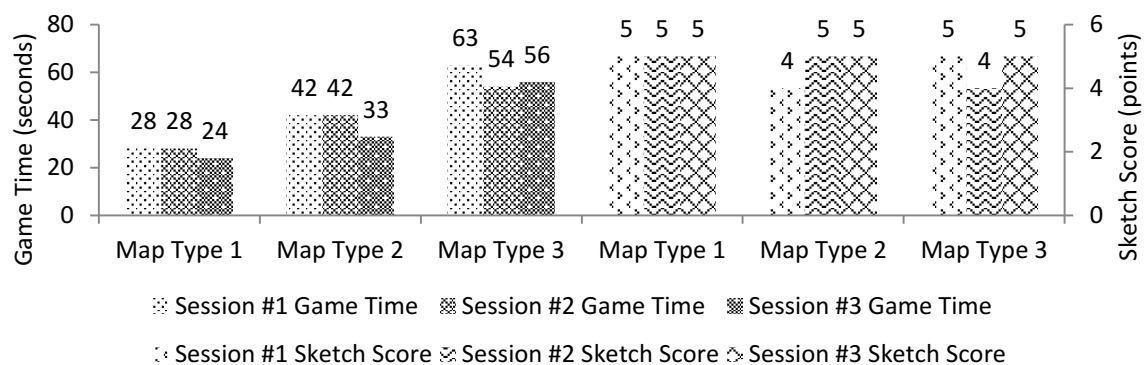 80
60
40
20
0
Game Time (seconds)
28 28 24
42 42 33
63 54 56
5 5 5
4 5 5
5 4 5
6
4
2
0
Sketch Score (points)
Map Type 1 Map Type 2 Map Type 3 Map Type 1 Map Type 2 Map Type 3
Session #1 Game Time Session #2 Game Time Session #3 Game Time
Session #1 Sketch Score Session #2 Sketch Score Session #3 Sketch Score